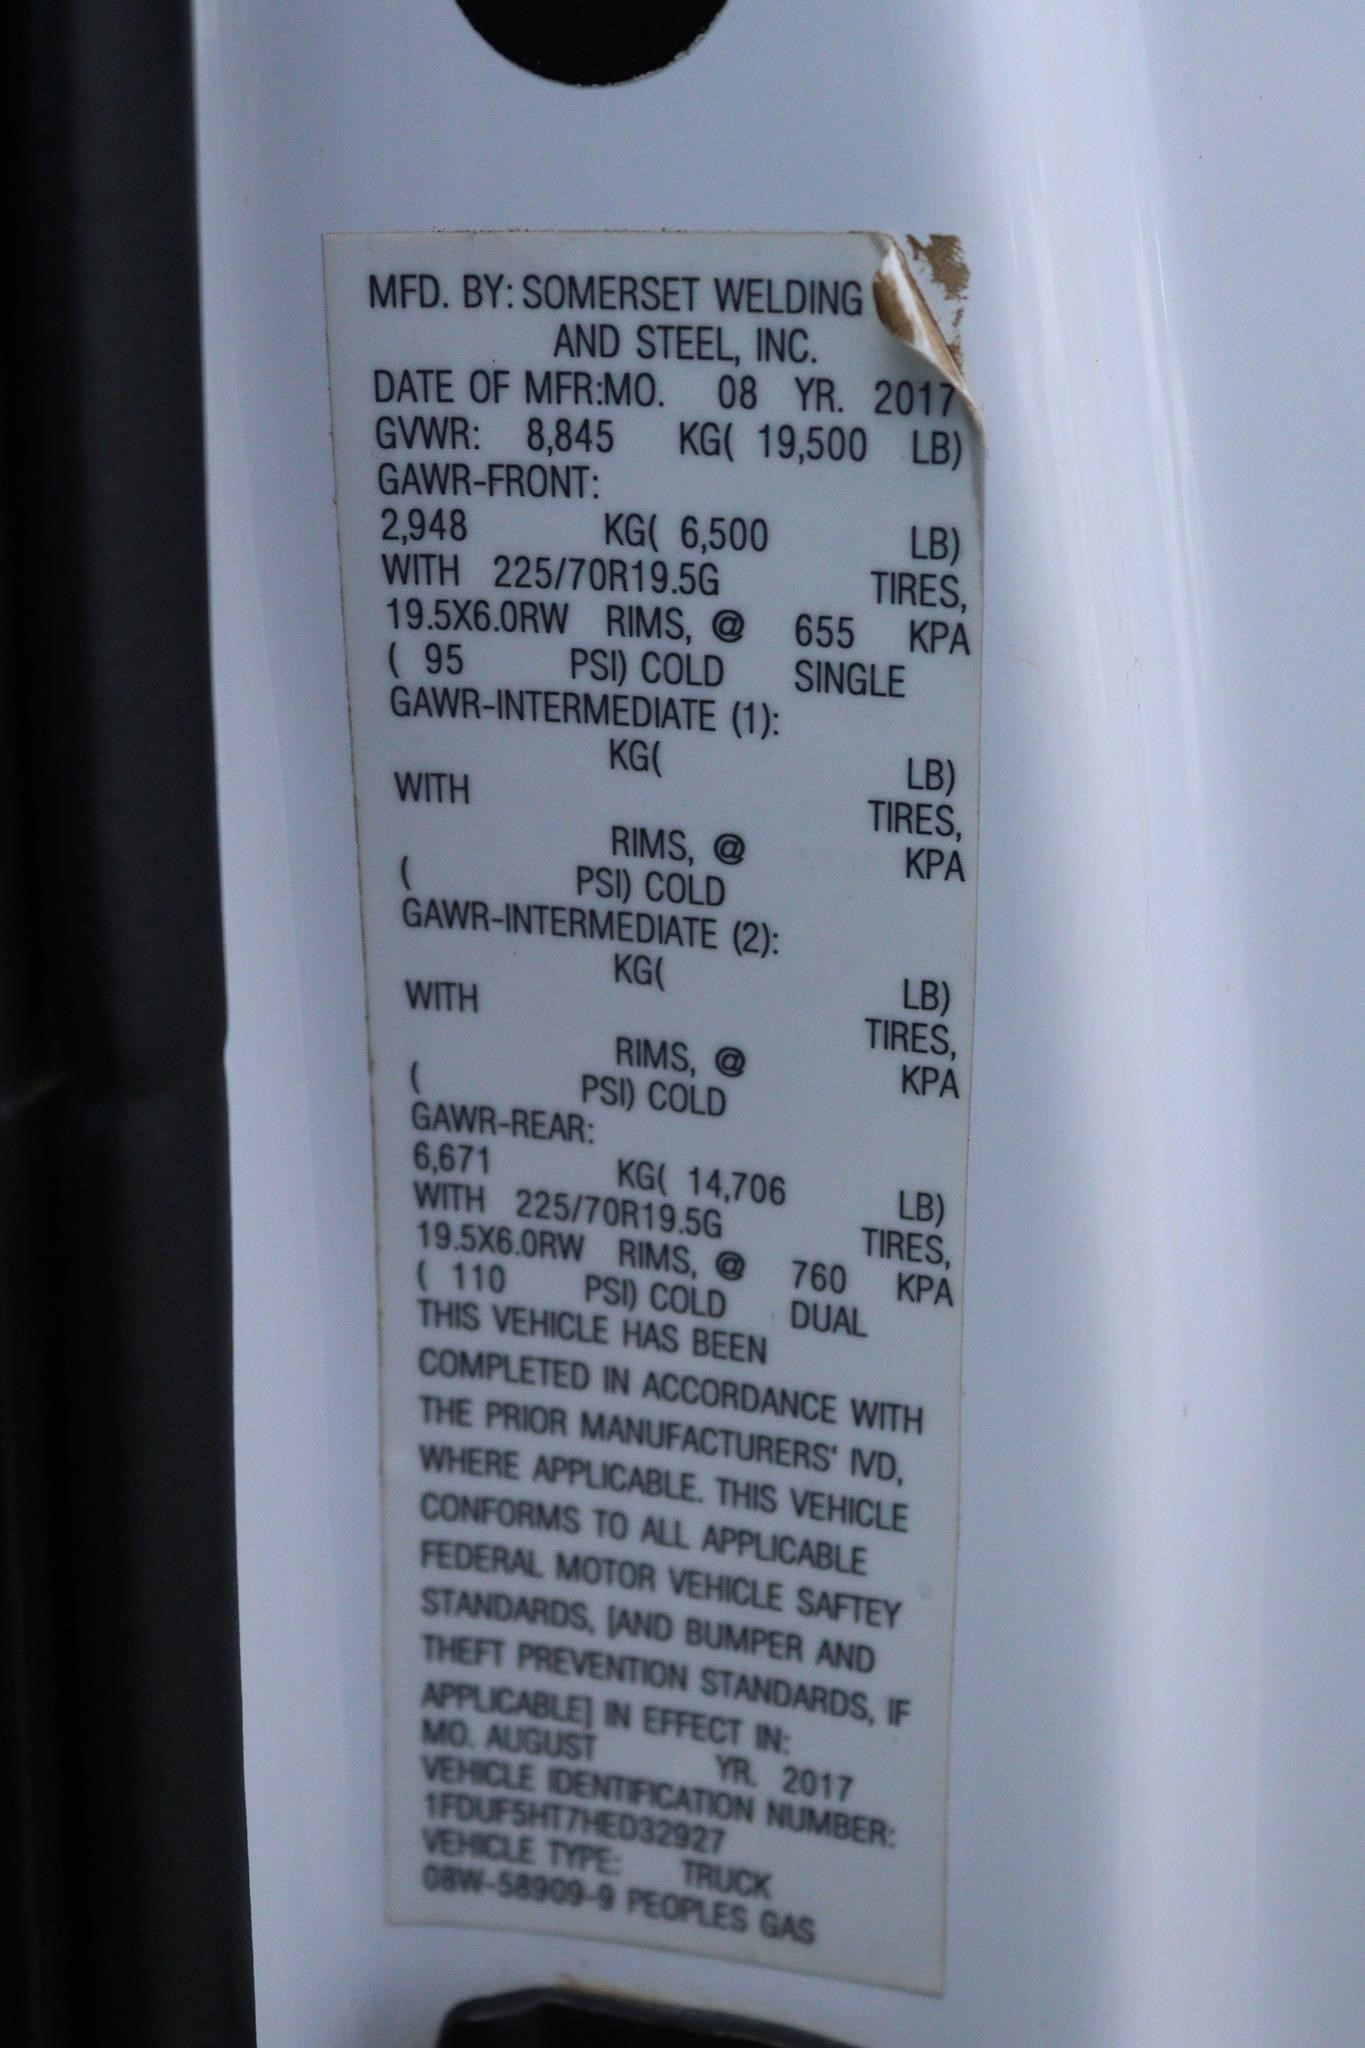 MFD. BY: SOMERSET WELDING
AND STEEL, INC.
DATE OF MFR:MO. 08 YR. 2017
GVWR: 8,845 KG( 19,500 LB)
GAWR-FRONT:
2,948 KG( 6,500 LB)
WITH 225/70R19.5G TIRES,
19.5X6.0RW RIMS, @ 655 KPA
( 95 PSI) COLD SINGLE
GAWR-INTERMEDIATE (1):
KG( LB)
WITH TIRES,
RIMS, @ KPA
( PSI) COLD
GAWR-INTERMEDIATE (2):
KG( LB)
WITH TIRES,
RIMS, @ KPA
( PSI) COLD
GAWR-REAR:
6,671 KG( 14,706 LB)
WITH 225/70R19.5G TIRES,
19.5X6.0RW RIMS, @ 760 KPA
( 110 PSI) COLD DUAL
THIS VEHICLE HAS BEEN
COMPLETED IN ACCORDANCE WITH
THE PRIOR MANUFACTURERS' IVD,
WHERE APPLICABLE. THIS VEHICLE
CONFORMS TO ALL APPLICABLE
FEDERAL MOTOR VEHICLE SAFTEY
STANDARDS, [AND BUMPER AND
THEFT PREVENTION STANDARDS, IF
APPLICABLE] IN EFFECT IN:
MO. AUGUST YR. 2017
VEHICLE IDENTIFICATION NUMBER:
1FDUF5HT7HED32927
VEHICLE TYPE: TRUCK
08W-58909-9 PEOPLES GAS